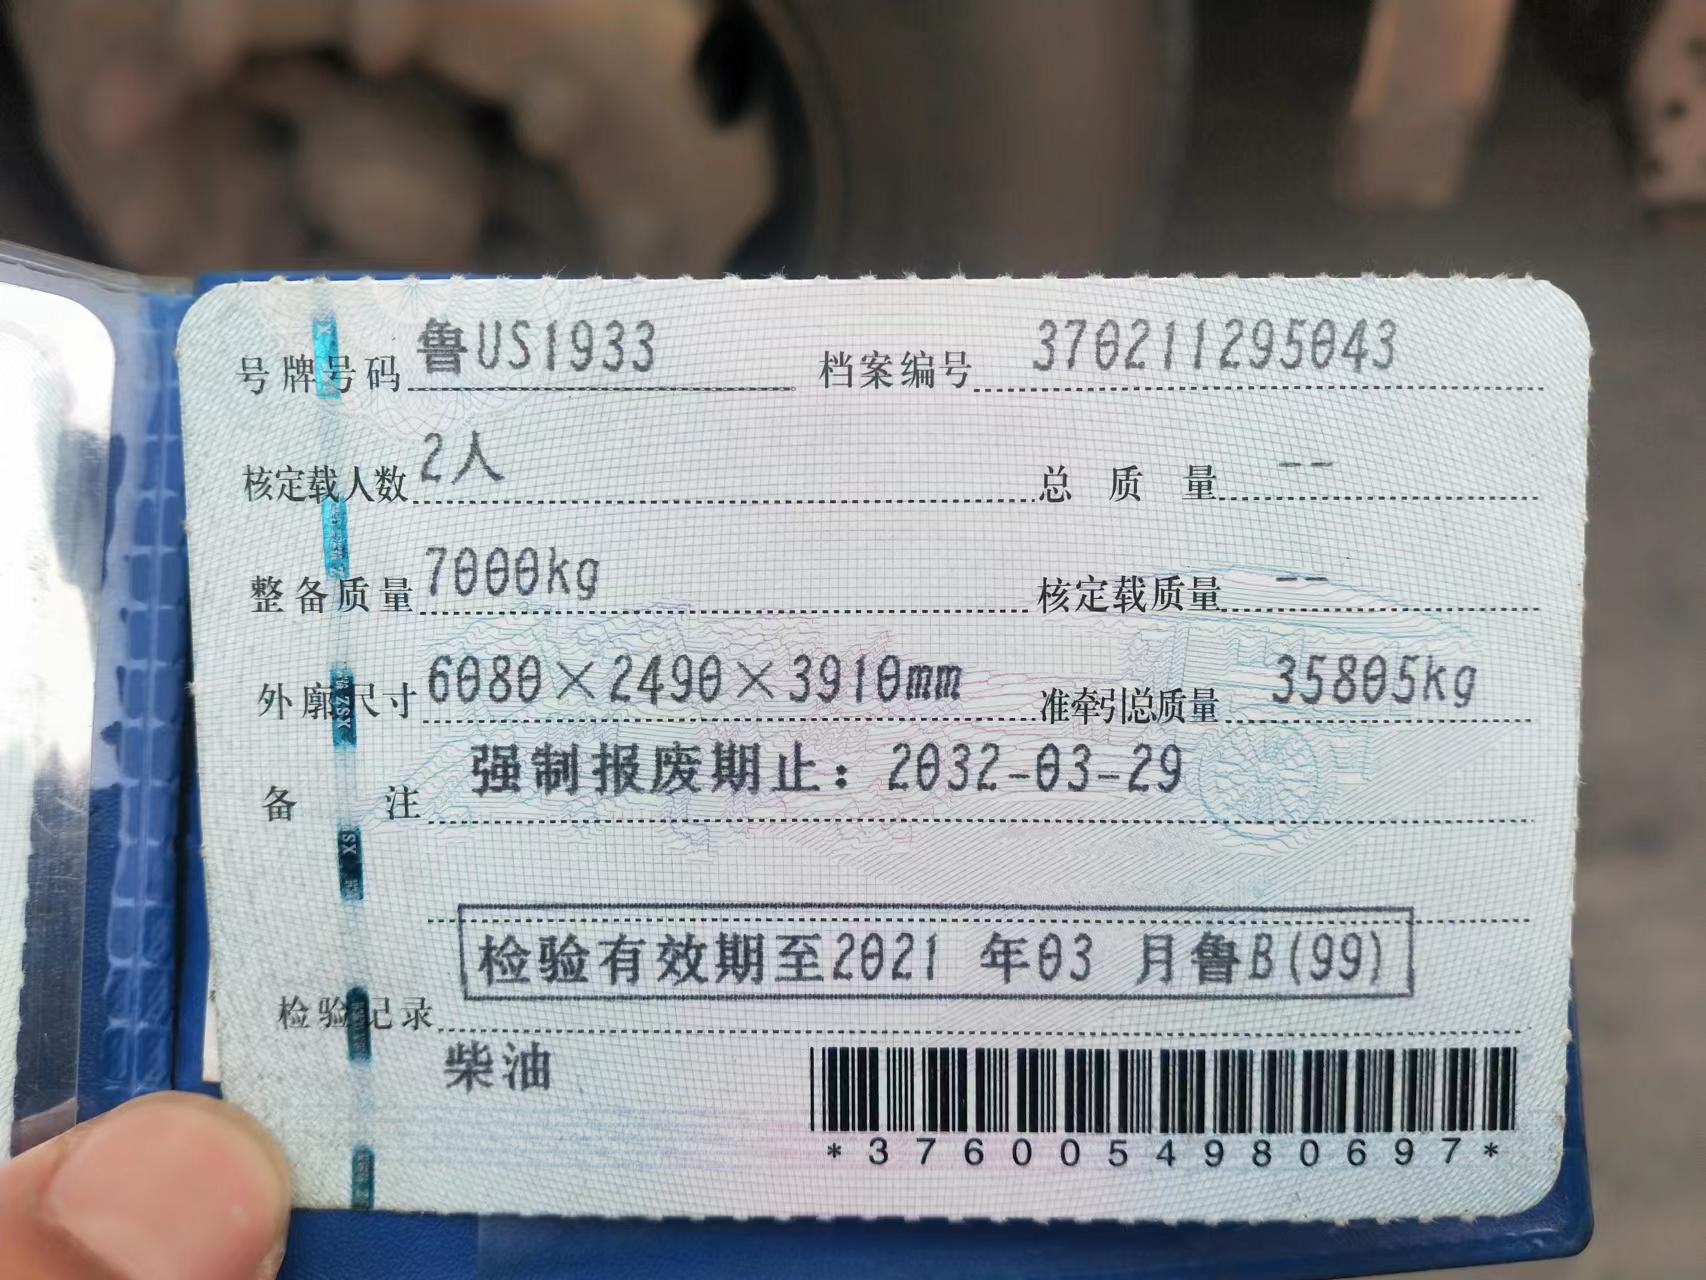 号牌号码 鲁US1933 档案编号 370211295043
核定载人数 2人 总质量 --
整备质量 7000kg 核定载质量 --
外廓尺寸 6080×2490×3910mm 准牵引总质量 35805kg
备注 强制报废期止：2032-03-29
检验有效期至2021 年03 月鲁B(99)
检验记录
柴油
*3760054980697*